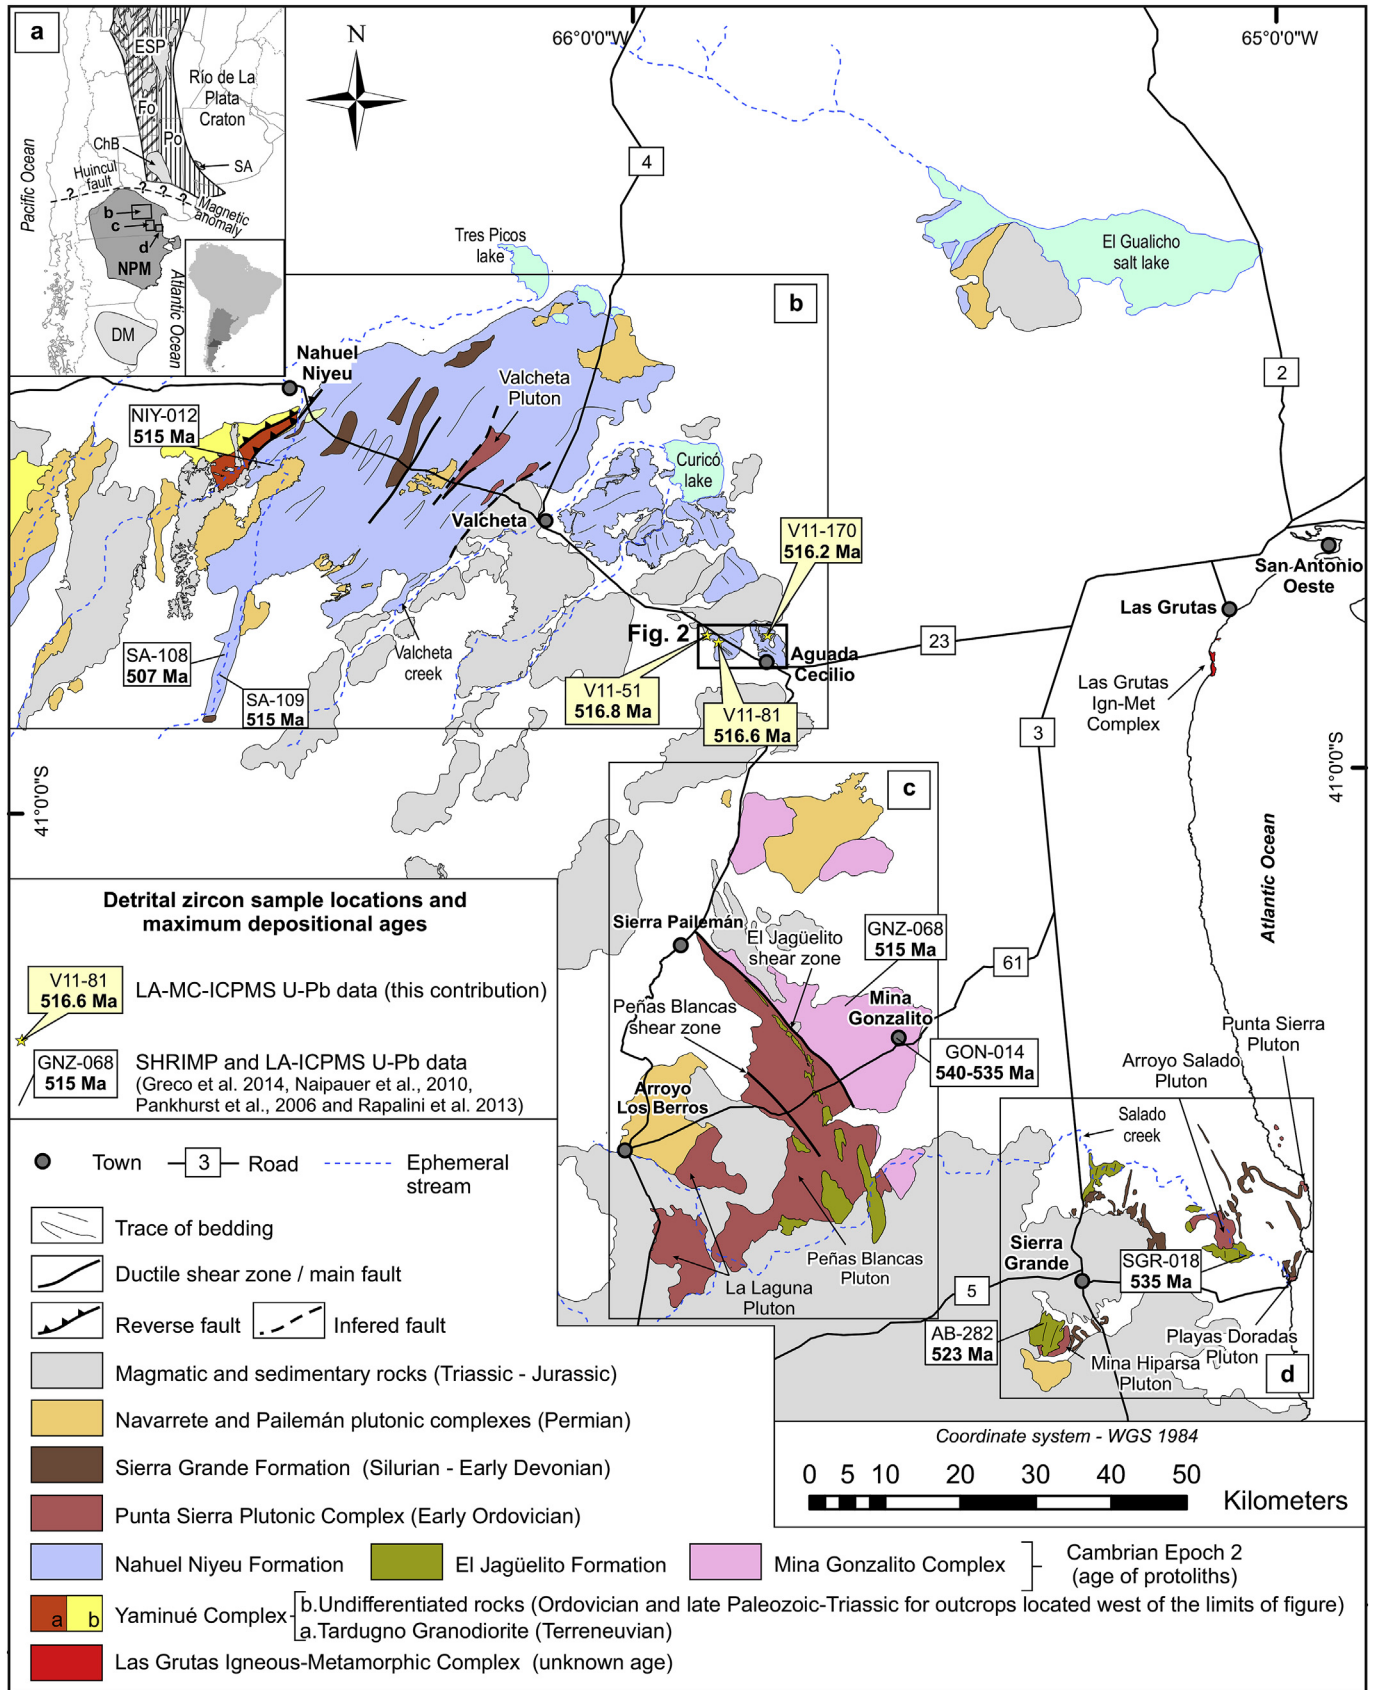 a
ESP
Río de La
Plata
Craton
Fo
Po
ChB
SA
Huincul
fault
?
?
?
?
Magnetic
anomaly
Pacific Ocean
b
c
d
NPM
Atlantic Ocean
DM
N
66°0'0"W
65°0'0"W
4
Tres Picos
lake
El Gualicho
salt lake
b
2
Nahuel
Niyeu
Valcheta
Pluton
NIY-012
515 Ma
Curicó
lake
Valcheta
V11-170
516.2 Ma
San Antonio
Oeste
Las Grutas
Fig. 2
23
Aguada
Cecilio
SA-108
507 Ma
Valcheta
creek
SA-109
515 Ma
V11-51
516.8 Ma
V11-81
516.6 Ma
Las Grutas
Ign-Met
Complex
3
41°0'0"S
41°0'0"S
c
Atlantic Ocean
Sierra Pailemán
El Jagüelito
shear zone
GNZ-068
515 Ma
61
Peñas Blancas
shear zone
Mina
Gonzalito
GON-014
540-535 Ma
Arroyo
Los Berros
Punta Sierra
Pluton
Arroyo Salado
Pluton
Salado
creek
Peñas Blancas
Pluton
La Laguna
Pluton
Sierra
Grande
SGR-018
535 Ma
5
AB-282
523 Ma
Playas Doradas
Pluton
Mina Hiparsa
Pluton
d
Detrital zircon sample locations and
maximum depositional ages
V11-81
516.6 Ma
LA-MC-ICPMS U-Pb data (this contribution)
GNZ-068
515 Ma
SHRIMP and LA-ICPMS U-Pb data
(Greco et al. 2014, Naipauer et al., 2010,
Pankhurst et al., 2006 and Rapalini et al. 2013)
Town
3
Road
Ephemeral
stream
Trace of bedding
Ductile shear zone / main fault
Reverse fault
Infered fault
Magmatic and sedimentary rocks (Triassic - Jurassic)
Navarrete and Pailemán plutonic complexes (Permian)
Sierra Grande Formation (Silurian - Early Devonian)
Punta Sierra Plutonic Complex (Early Ordovician)
Nahuel Niyeu Formation
El Jagüelito Formation
Mina Gonzalito Complex
Cambrian Epoch 2
(age of protoliths)
a
b
Yaminué Complex
b.Undifferentiated rocks (Ordovician and late Paleozoic-Triassic for outcrops located west of the limits of figure)
a.Tardugno Granodiorite (Terreneuvian)
Las Grutas Igneous-Metamorphic Complex (unknown age)
Coordinate system - WGS 1984
0 5 10 20 30 40 50
Kilometers